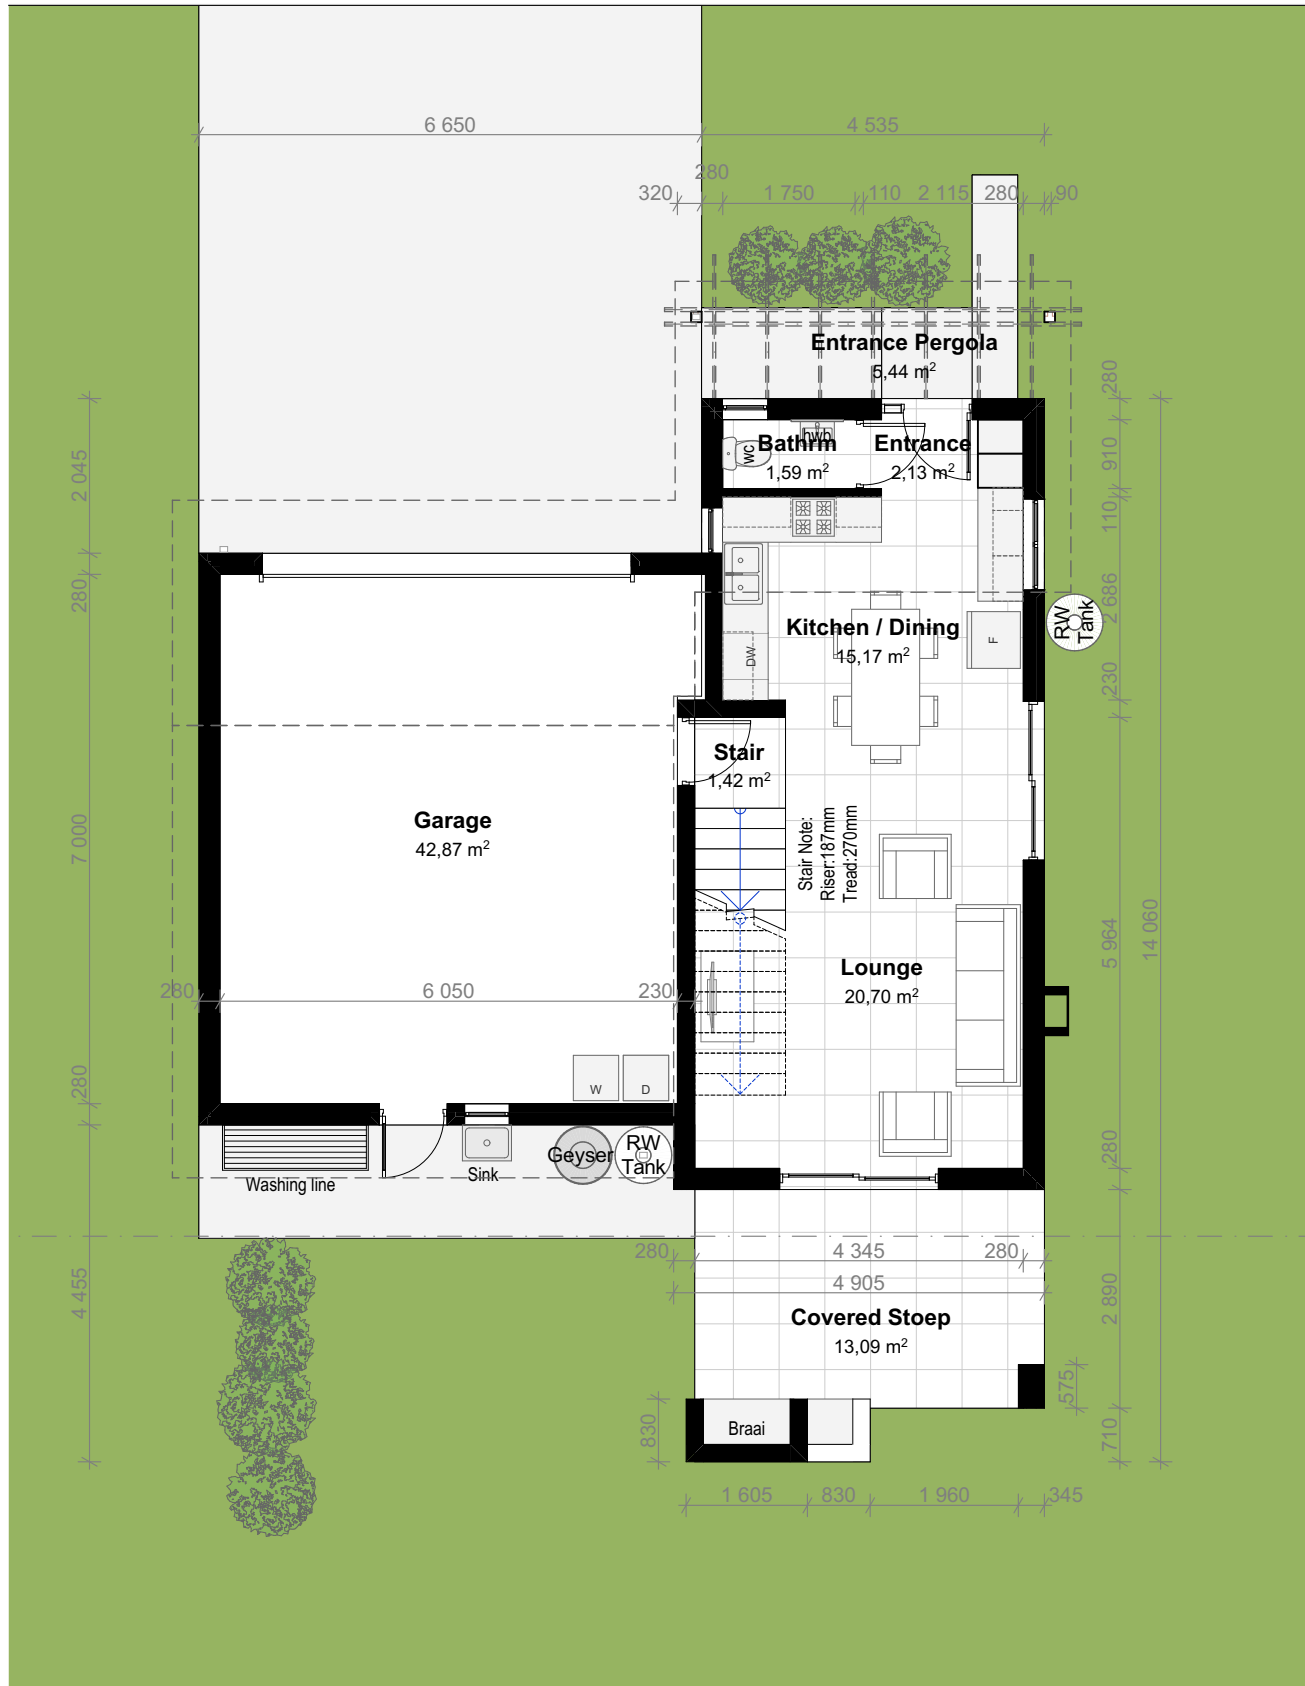 6 650
4 535
280
320
1 750
110
2 115
280
90
Entrance Pergola
5,44 m²
280
hwb
Bathrm
Entrance
WC
1,59 m²
2,13 m²
910
2 045
110
280
2 686
RW
Tank
Kitchen / Dining
15,17 m²
F
DW
230
Stair
1,42 m²
Garage
42,87 m²
7 000
Stair Note:
Riser:187mm
Tread:270mm
5 964
14 060
Lounge
20,70 m²
280
6 050
230
280
W
D
Geyser
RW
Tank
Sink
Washing line
280
280
4 345
280
4 905
4 455
2 890
Covered Stoep
13,09 m²
575
830
Braai
710
1 605
830
1 960
345